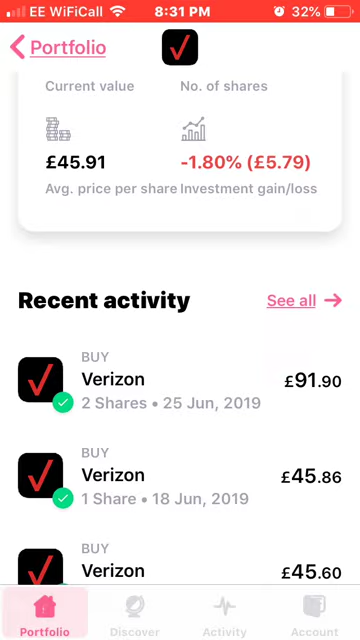 EE WiFiCall 8:31 PM 32%
Portfolio
Current value No. of shares
£45.91 -1.80% (£5.79)
Avg. price per share Investment gain/loss
Recent activity See all
BUY
Verizon £91.90
2 Shares • 25 Jun, 2019
BUY
Verizon £45.86
1 Share • 18 Jun, 2019
BUY
Verizon £45.60
Portfolio Discover Activity Account